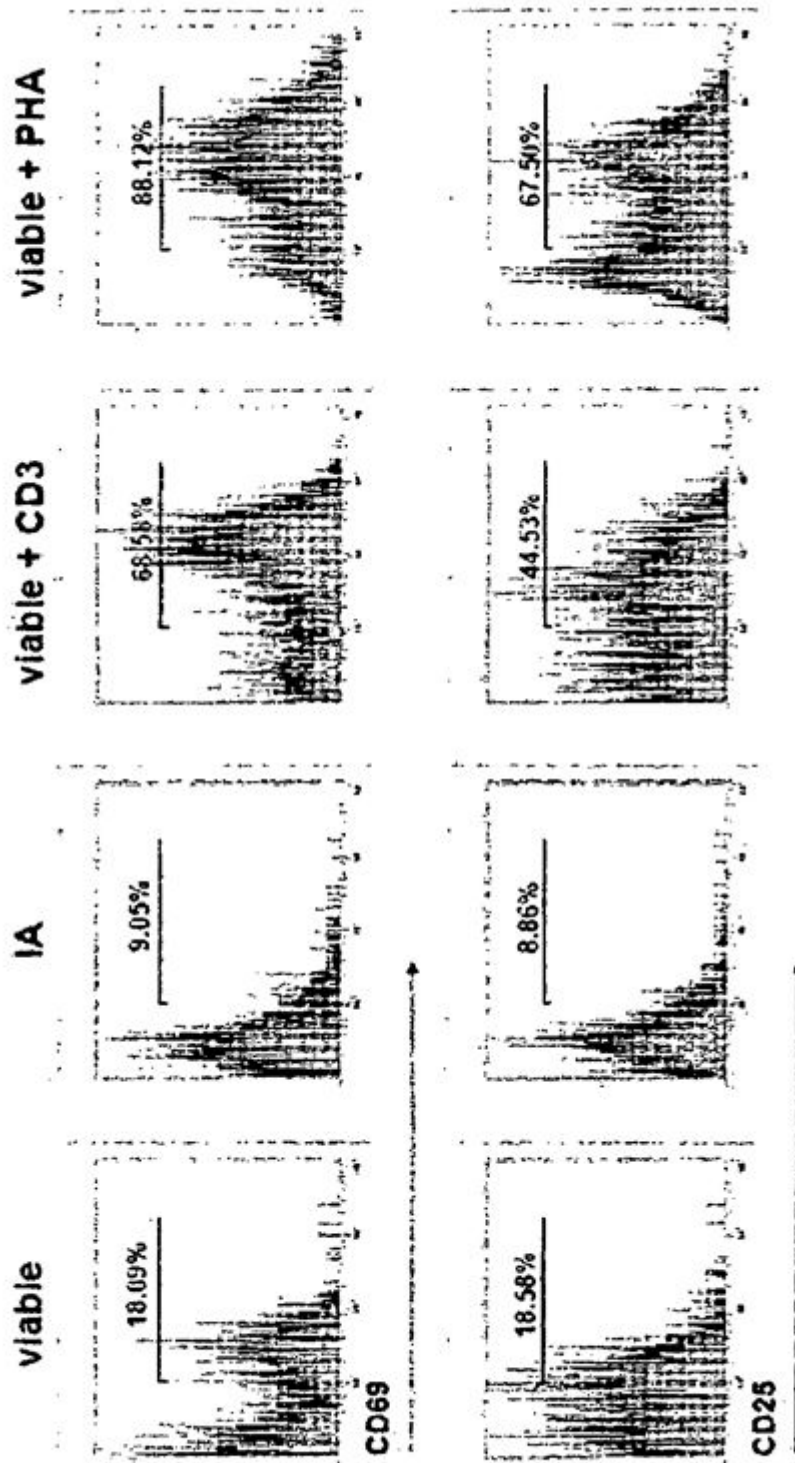 viable IA viable + CD3 viable + PHA
18.09% 9.05% 68.58% 88.12%
CD69
18.58% 8.86% 44.53% 67.50%
CD25